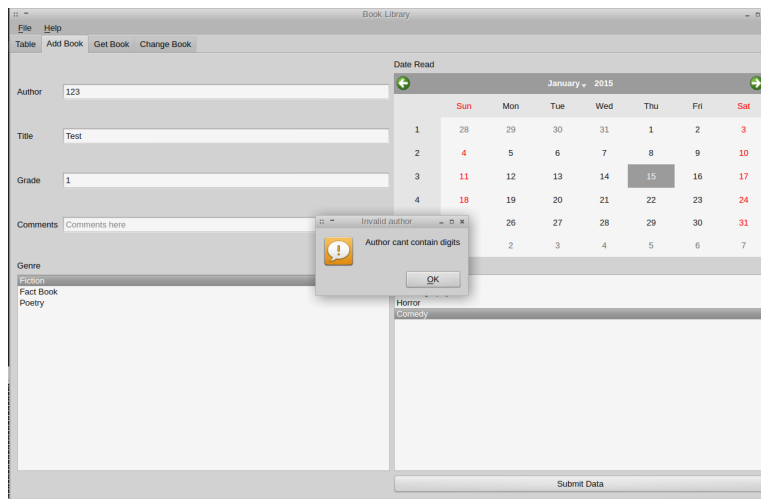 Book Library
File Help
Table Add Book Get Book Change Book
Date Read
January 2015
Sun Mon Tue Wed Thu Fri Sat
1 28 29 30 31 1 2 3
2 4 5 6 7 8 9 10
3 11 12 13 14 15 16 17
4 18 19 20 21 22 23 24
26 27 28 29 30 31
2 3 4 5 6 7
Author 123
Title Test
Grade 1
Comments Comments here
Invalid author
Author cant contain digits
OK
Genre
Fiction
Fact Book
Poetry
Horror
Comedy
Submit Data